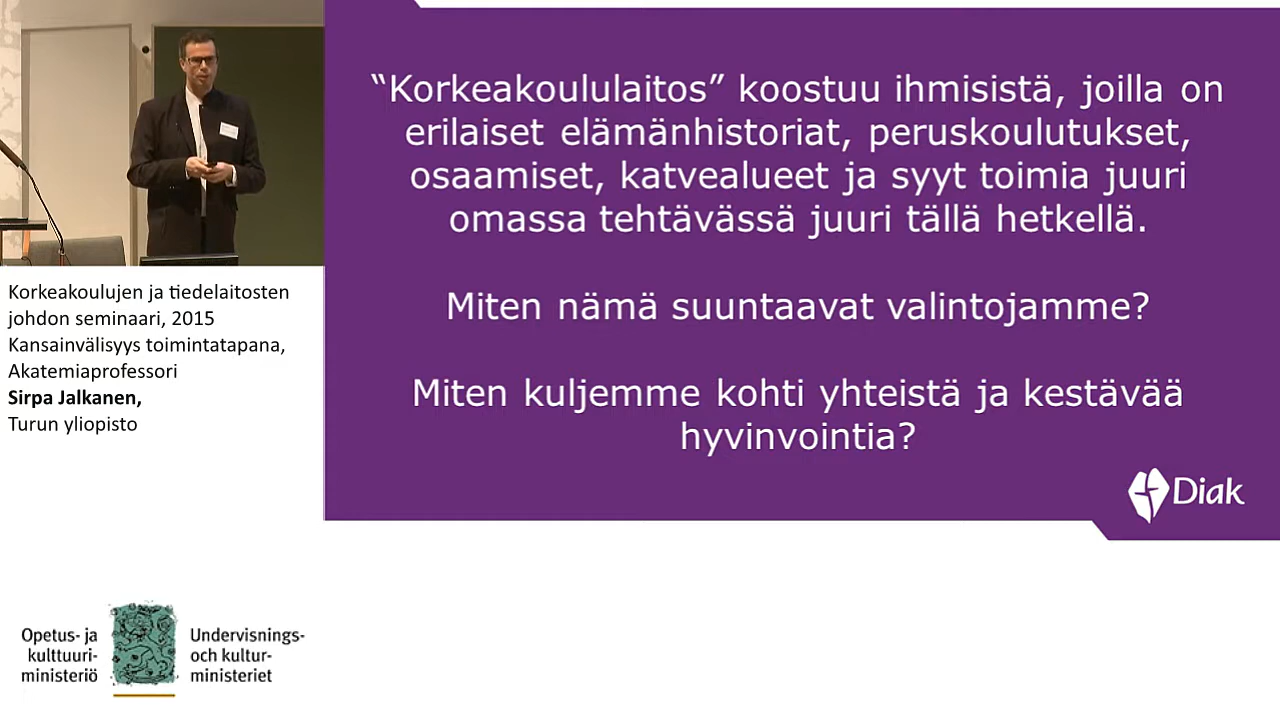 “Korkeakoululaitos” koostuu ihmisistä, joilla on
erilaiset elämänhistoriat, peruskoulutukset,
osaamiset, katvealueet ja syyt toimia juuri
omassa tehtävässä juuri tällä hetkellä.
Miten nämä suuntaavat valintojamme?
Miten kuljemme kohti yhteistä ja kestävää
hyvinvointia?
Diak
Korkeakoulujen ja tiedelaitosten
johdon seminaari, 2015
Kansainvälisyys toimintatapana,
Akatemiaprofessori
Sirpa Jalkanen,
Turun yliopisto
Opetus- ja
kulttuuri-
ministeriö
Undervisnings-
och kultur-
ministeriet